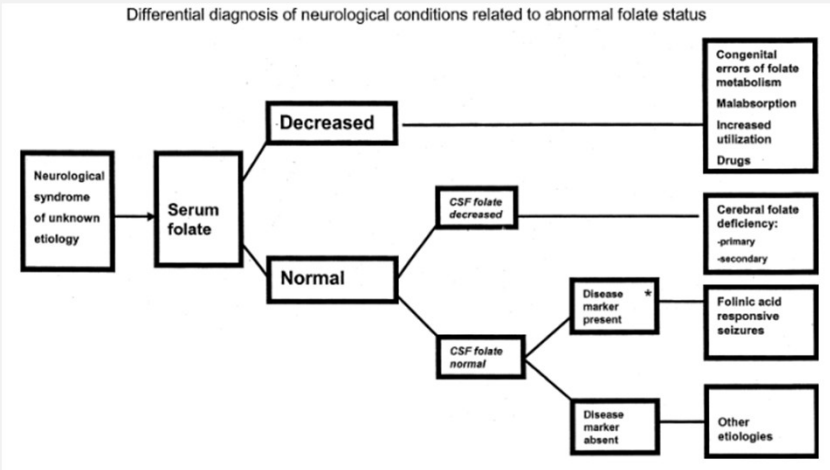 Differential diagnosis of neurological conditions related to abnormal folate status
Congenital
errors of folate
metabolism
Malabsorption
Increased
utilization
Drugs
Decreased
Neurological
syndrome
of unknown
etiology
Serum
folate
CSF folate
decreased
Cerebral folate
deficiency:
-primary
-secondary
Normal
Disease *
marker
present
Folinic acid
responsive
seizures
CSF folate
normal
Disease
marker
absent
Other
etiologies